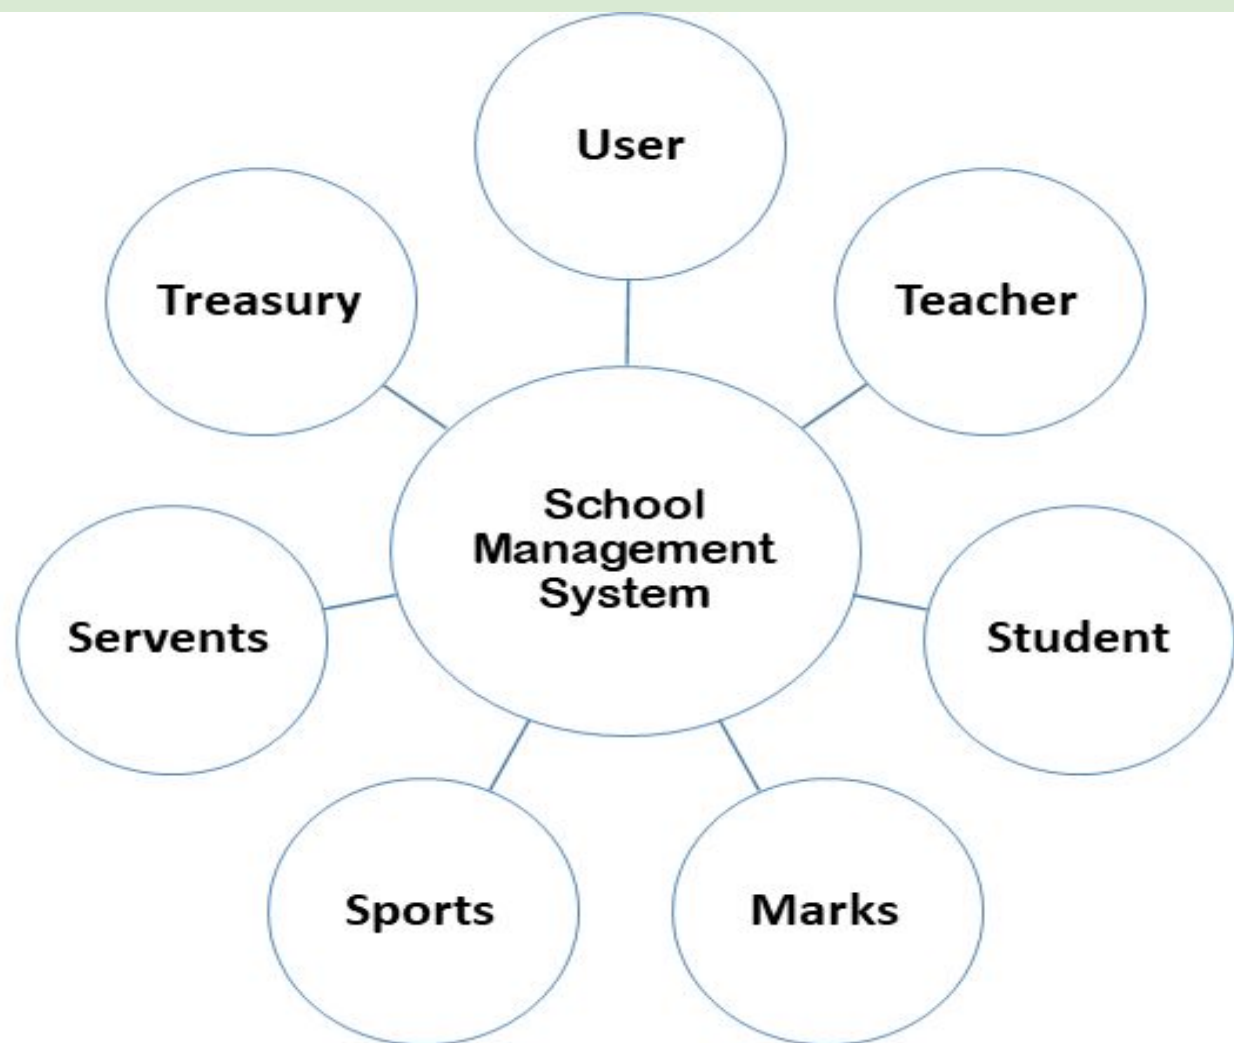 User
Treasury
Teacher
School
Management
System
Servents
Student
Sports
Marks